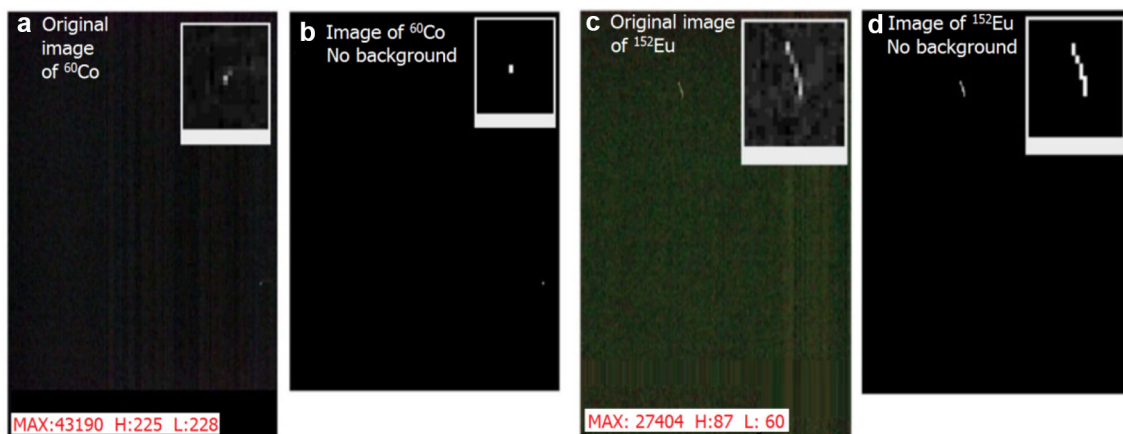 a Original
image
of ⁶⁰Co
MAX:43190 H:225 L:228
b Image of ⁶⁰Co
No background
c Original image
of ¹⁵²Eu
MAX: 27404 H:87 L: 60
d Image of ¹⁵²Eu
No background